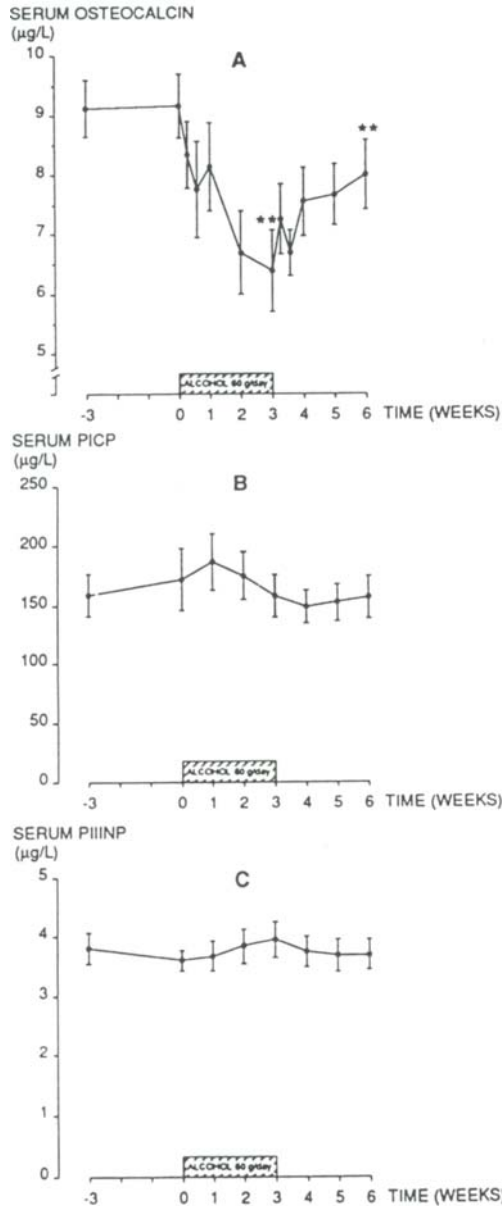 SERUM OSTEOCALCIN
(µg/L)
A
10
9
8
7
6
5
**
**
ALCOHOL 60 g/day
-3 0 1 2 3 4 5 6 TIME (WEEKS)
SERUM PICP
(µg/L)
B
250
200
150
100
50
0
ALCOHOL 60 g/day
-3 0 1 2 3 4 5 6 TIME (WEEKS)
SERUM PIIINP
(µg/L)
C
5
4
3
2
1
0
ALCOHOL 60 g/day
-3 0 1 2 3 4 5 6 TIME (WEEKS)